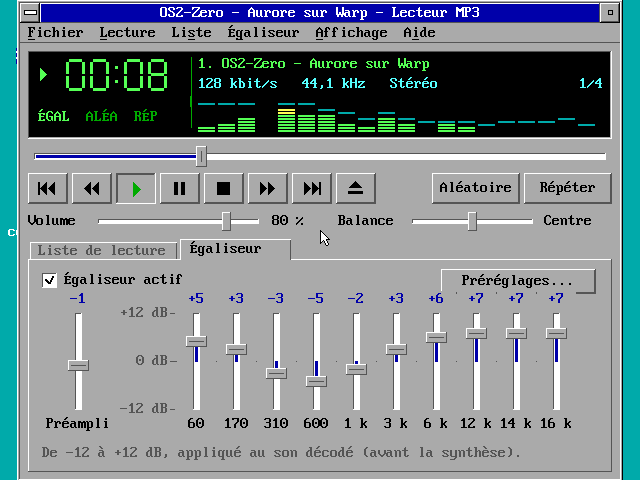 OS2-Zero - Aurore sur Warp - Lecteur MP3
Fichier Lecture Liste Égaliseur Affichage Aide
00:08
1. OS2-Zero - Aurore sur Warp
128 kbit/s 44,1 kHz Stéréo 1/4
ÉGAL ALÉA RÉP
Aléatoire Répéter
Volume 80 % Balance Centre
Liste de lecture Égaliseur
Égaliseur actif Préréglages...
-1 +12 dB- +5 +3 -3 -5 -2 +3 +6 +7 +7 +7
0 dB-
-12 dB-
Préampli 60 170 310 600 1 k 3 k 6 k 12 k 14 k 16 k
De -12 à +12 dB, appliqué au son décodé (avant la synthèse).